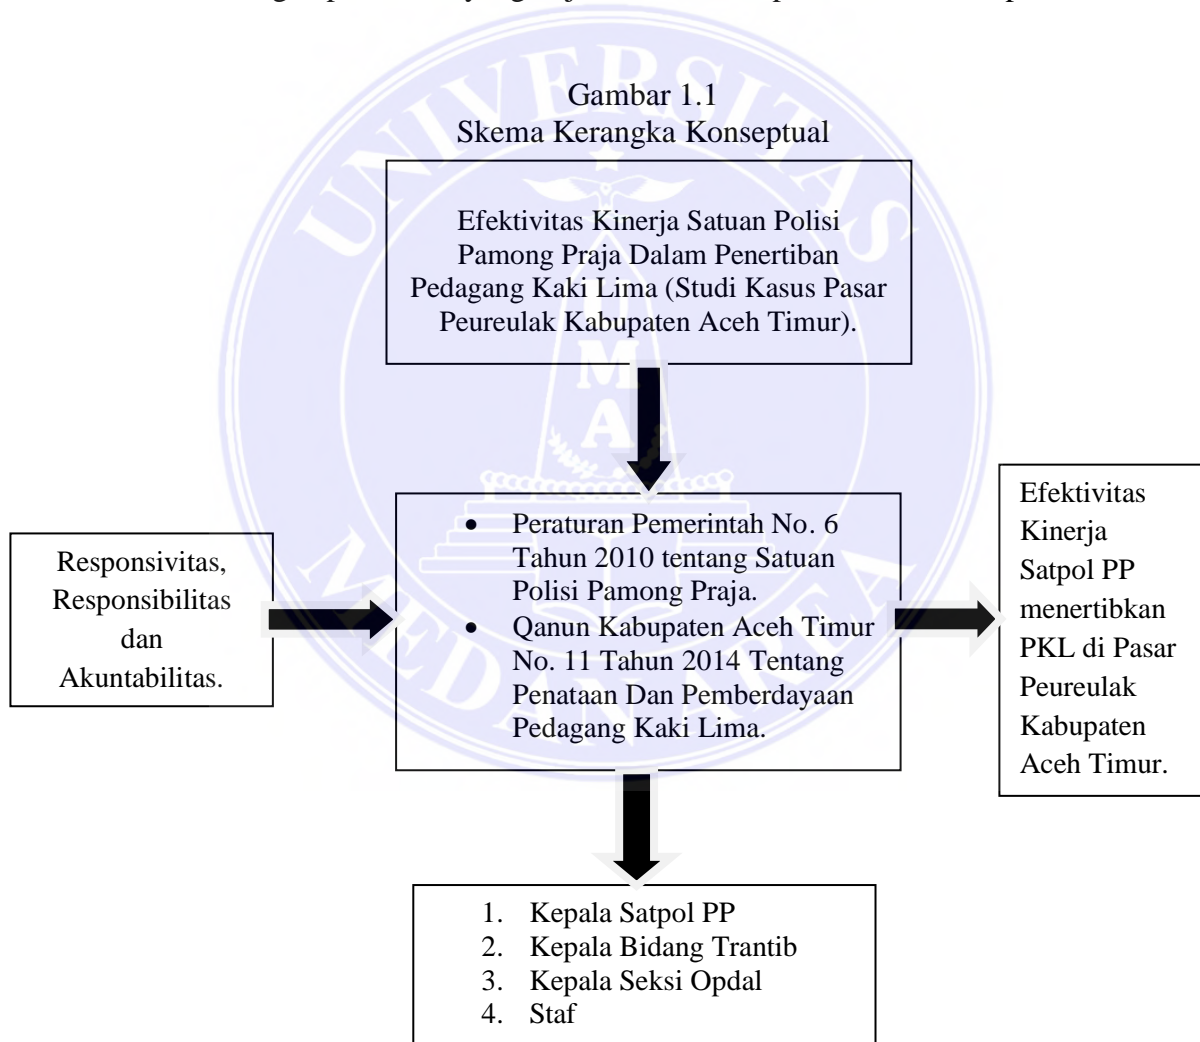 Gambar 1.1
Skema Kerangka Konseptual
Efektivitas Kinerja Satuan Polisi
Pamong Praja Dalam Penertiban
Pedagang Kaki Lima (Studi Kasus Pasar
Peureulak Kabupaten Aceh Timur).
Responsivitas,
Responsibilitas
dan
Akuntabilitas.
• Peraturan Pemerintah No. 6
Tahun 2010 tentang Satuan
Polisi Pamong Praja.
• Qanun Kabupaten Aceh Timur
No. 11 Tahun 2014 Tentang
Penataan Dan Pemberdayaan
Pedagang Kaki Lima.
Efektivitas
Kinerja
Satpol PP
menertibkan
PKL di Pasar
Peureulak
Kabupaten
Aceh Timur.
1. Kepala Satpol PP
2. Kepala Bidang Trantib
3. Kepala Seksi Opdal
4. Staf
UNIVERSITAS
MEDAN AREA
U
M
A